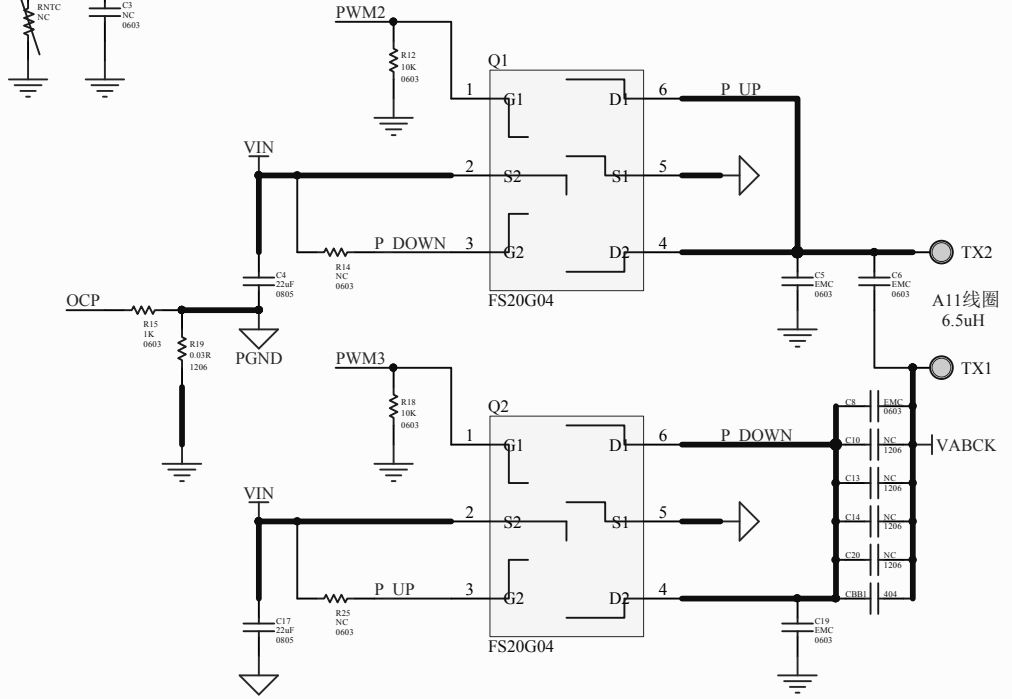 RNTC
NC
C3
NC
0603
PWM2
R12
10K
0603
Q1
1
G1
D1
6
P_UP
VIN
2
S2
S1
5
3
G2
D2
4
P_DOWN
R14
NC
0603
FS20G04
C4
22uF
0805
C5
EMC
0603
C6
EMC
0603
TX2
A11线圈
6.5uH
OCP
R15
1K
0603
R19
0.03R
1206
PGND
PWM3
R18
10K
0603
TX1
C8
EMC
0603
Q2
1
G1
D1
6
P_DOWN
C10
NC
1206
VABCK
C13
NC
1206
VIN
2
S2
S1
5
C14
NC
1206
C20
NC
1206
P_UP
3
G2
D2
4
CBB1
404
R25
NC
0603
C17
22uF
0805
FS20G04
C19
EMC
0603